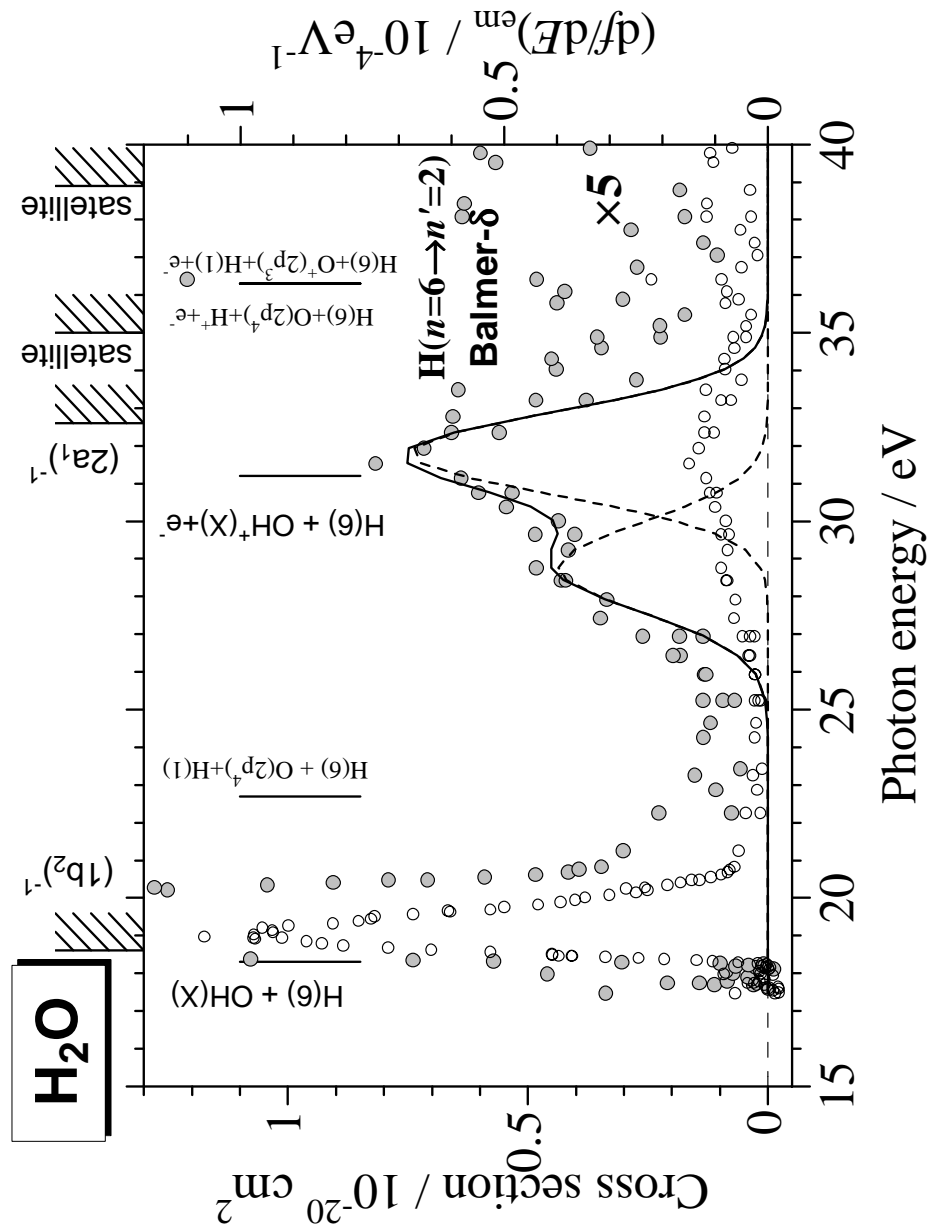 H₂O
(1b₂)⁻¹
(2a₁)⁻¹
satellite
satellite
H(6) + OH(X)
H(6) + O(2p⁴)+H(1)
H(6) + OH⁺(X)+e⁻
H(6)+O(2p⁴)+H⁺+e⁻
H(6)+O⁺(2p³)+H(1)+e⁻
H(n=6→n'=2)
Balmer-δ
×5
Cross section / 10⁻²⁰ cm²
1
0.5
0
(df/dE)ₑₘ / 10⁻⁴eV⁻¹
1
0.5
0
15
20
25
30
35
40
Photon energy / eV